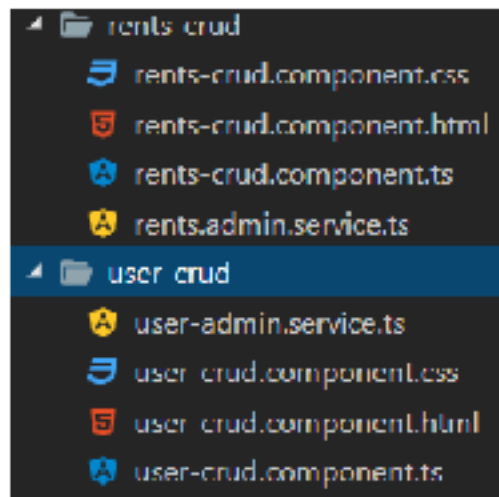 rents-crud
rents-crud.component.css
rents-crud.component.html
rents-crud.component.ts
rents.admin.service.ts
user-crud
user-admin.service.ts
user-crud.component.css
user-crud.component.html
user-crud.component.ts